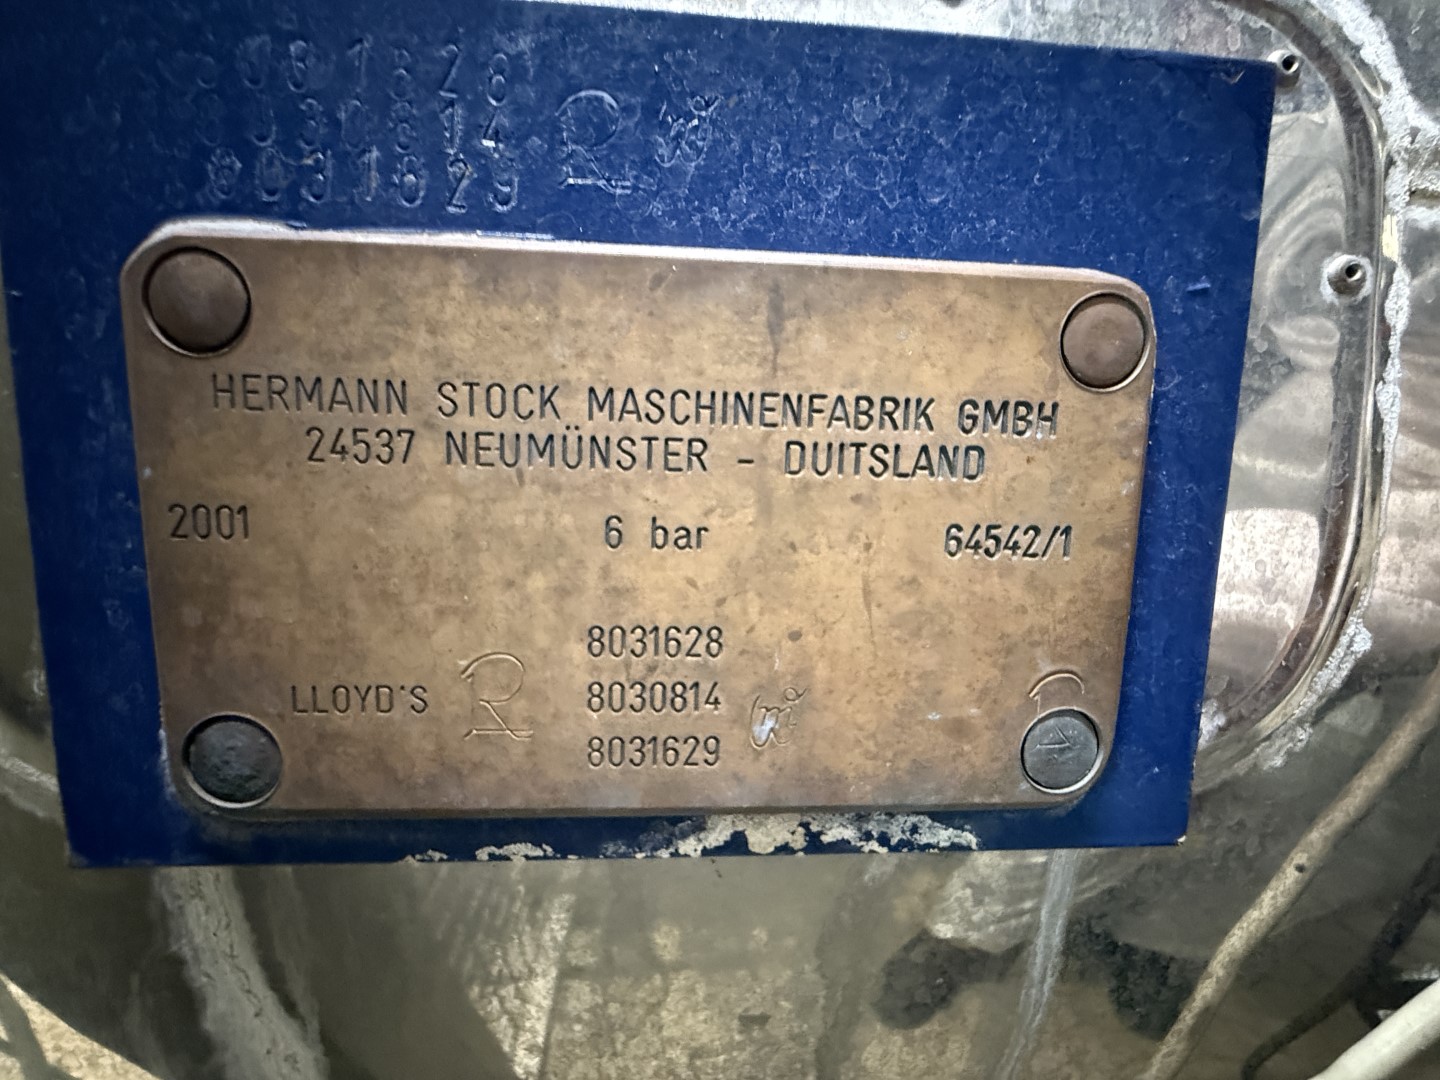 8031628
8030814
8031629
HERMANN STOCK MASCHINENFABRIK GMBH
24537 NEUMÜNSTER - DUITSLAND
2001 6 bar 64542/1
8031628
LLOYD'S R 8030814
8031629